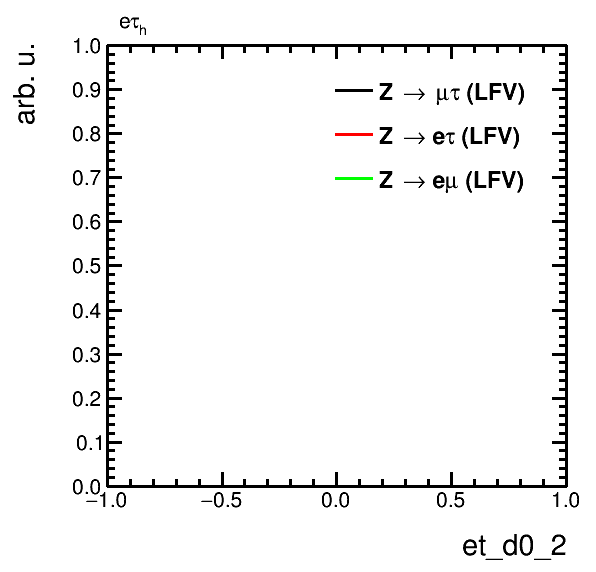 eτh
arb. u.
1.0
0.9
0.8
0.7
0.6
0.5
0.4
0.3
0.2
0.1
0.0
Z → μτ (LFV)
Z → eτ (LFV)
Z → eμ (LFV)
−1.0 −0.5 0.0 0.5 1.0
et_d0_2